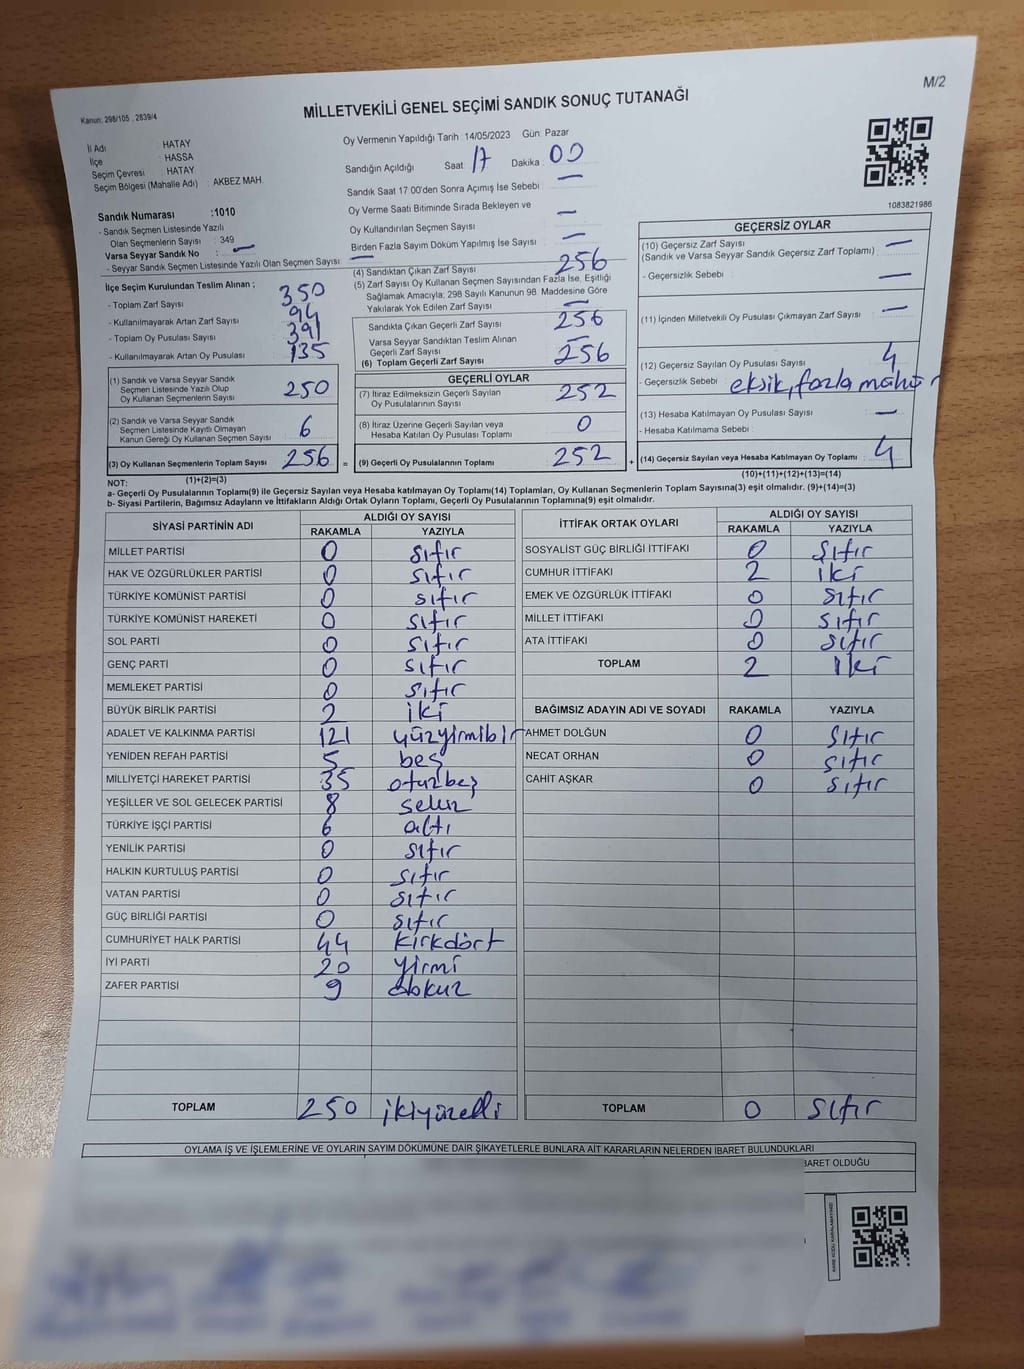 M/2
Kanun: 298/105 , 2839/4
MİLLETVEKİLİ GENEL SEÇİMİ SANDIK SONUÇ TUTANAĞI
İl Adı : HATAY
İlçe : HASSA
Seçim Çevresi : HATAY
Seçim Bölgesi (Mahalle Adı) : AKBEZ MAH.
Oy Vermenin Yapıldığı Tarih : 14/05/2023 Gün: Pazar
Sandığın Açıldığı Saat : 17 Dakika : 00
Sandık Saat 17:00'den Sonra Açımış İse Sebebi : —
Oy Verme Saati Bitiminde Sırada Bekleyen ve
Oy Kullandırılan Seçmen Sayısı : —
Birden Fazla Sayım Döküm Yapılmış İse Sayısı : —
1083821986
Sandık Numarası :1010
- Sandık Seçmen Listesinde Yazılı
Olan Seçmenlerin Sayısı : 349
Varsa Seyyar Sandık No : —
- Seyyar Sandık Seçmen Listesinde Yazılı Olan Seçmen Sayısı : —
İlçe Seçim Kurulundan Teslim Alınan ;
- Toplam Zarf Sayısı : 350
- Kullanılmayarak Artan Zarf Sayısı : 94
- Toplam Oy Pusulası : 391
- Kullanılmayarak Artan Oy Pusulası : 135
(1) Sandık ve Varsa Seyyar Sandık
Seçmen Listesinde Yazılı Olup
Oy Kullanan Seçmenlerin Sayısı : 250
(2) Sandık ve Varsa Seyyar Sandık
Seçmen Listesinde Kayıtlı Olmayan
Kanun Gereği Oy Kullanan Seçmen Sayısı : 6
(3) Oy Kullanan Seçmenlerin Toplam Sayısı : 256 =
(4) Sandıktan Çıkan Zarf Sayısı : 256
(5) Zarf Sayısı Oy Kullanan Seçmen Sayısından Fazla İse, Eşitliği
Sağlamak Amacıyla; 298 Sayılı Kanunun 98. Maddesine Göre
Yakılarak Yok Edilen Zarf Sayısı : —
Sandıkta Çıkan Geçerli Zarf Sayısı : 256
Varsa Seyyar Sandıktan Teslim Alınan
Geçerli Zarf Sayısı : —
(6) Toplam Geçerli Zarf Sayısı : 256
GEÇERLİ OYLAR
(7) İtiraz Edilmeksizin Geçerli Sayılan
Oy Pusulalarının Sayısı : 252
(8) İtiraz Üzerine Geçerli Sayılan veya
Hesaba Katılan Oy Pusulası Toplamı : 0
(9) Geçerli Oy Pusulalarının Toplamı : 252 +
GEÇERSİZ OYLAR
(10) Geçersiz Zarf Sayısı
(Sandık ve Varsa Seyyar Sandık Geçersiz Zarf Toplamı) : —
- Geçersizlik Sebebi : —
(11) İçinden Milletvekili Oy Pusulası Çıkmayan Zarf Sayısı : —
(12) Geçersiz Sayılan Oy Pusulası Sayısı : 4
- Geçersizlik Sebebi : eksik, fazla mühür
(13) Hesaba Katılmayan Oy Pusulası Sayısı : —
- Hesaba Katılmama Sebebi :
(14) Geçersiz Sayılan veya Hesaba Katılmayan Oy Toplamı : 4
NOT: (1)+(2)=(3) (10)+(11)+(12)+(13)=(14)
a- Geçerli Oy Pusulalarının Toplamı(9) ile Geçersiz Sayılan veya Hesaba katılmayan Oy Toplamı(14) Toplamları, Oy Kullanan Seçmenlerin Toplam Sayısına(3) eşit olmalıdır. (9)+(14)=(3)
b- Siyasi Partilerin, Bağımsız Adayların ve İttifakların Aldığı Ortak Oyların Toplamı, Geçerli Oy Pusulalarının Toplamına(9) eşit olmalıdır.
SİYASİ PARTİNİN ADI ALDIĞI OY SAYISI
RAKAMLA YAZIYLA
MİLLET PARTİSİ 0 sıfır
HAK VE ÖZGÜRLÜKLER PARTİSİ 0 sıfır
TÜRKİYE KOMÜNİST PARTİSİ 0 sıfır
TÜRKİYE KOMÜNİST HAREKETİ 0 sıfır
SOL PARTİ 0 sıfır
GENÇ PARTİ 0 sıfır
MEMLEKET PARTİSİ 0 sıfır
BÜYÜK BİRLİK PARTİSİ 2 iki
ADALET VE KALKINMA PARTİSİ 121 yüzyirmibir
YENİDEN REFAH PARTİSİ 5 beş
MİLLİYETÇİ HAREKET PARTİSİ 35 otuzbeş
YEŞİLLER VE SOL GELECEK PARTİSİ 8 sekiz
TÜRKİYE İŞÇİ PARTİSİ 6 altı
YENİLİK PARTİSİ 0 sıfır
HALKIN KURTULUŞ PARTİSİ 0 sıfır
VATAN PARTİSİ 0 sıfır
GÜÇ BİRLİĞİ PARTİSİ 0 sıfır
CUMHURİYET HALK PARTİSİ 44 kırkdört
İYİ PARTİ 20 yirmi
ZAFER PARTİSİ 9 dokuz
TOPLAM 250 ikiyüzelli
İTTİFAK ORTAK OYLARI ALDIĞI OY SAYISI
RAKAMLA YAZIYLA
SOSYALİST GÜÇ BİRLİĞİ İTTİFAKI 0 sıfır
CUMHUR İTTİFAKI 2 iki
EMEK VE ÖZGÜRLÜK İTTİFAKI 0 sıfır
MİLLET İTTİFAKI 0 sıfır
ATA İTTİFAKI 0 sıfır
TOPLAM 2 iki
BAĞIMSIZ ADAYIN ADI VE SOYADI RAKAMLA YAZIYLA
AHMET DOLĞUN 0 sıfır
NECAT ORHAN 0 sıfır
CAHİT AŞKAR 0 sıfır
TOPLAM 0 sıfır
OYLAMA İŞ VE İŞLEMLERİNE VE OYLARIN SAYIM DÖKÜMÜNE DAİR ŞİKAYETLERLE BUNLARA AİT KARARLARIN NELERDEN İBARET BULUNDUKLARI
BARET OLDUĞU
KARE KODU KARALAMAYINIZ!